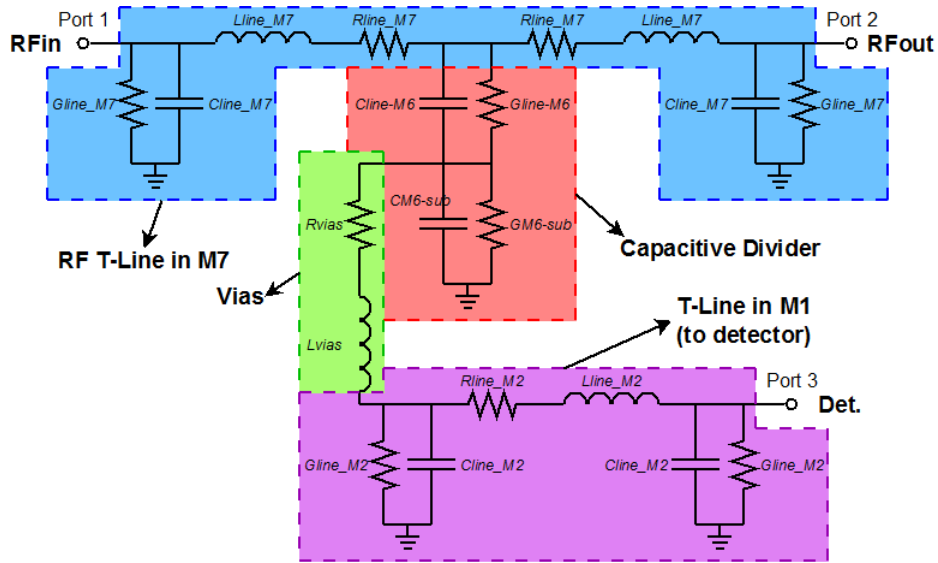 Port 1
Lline_M7
Rline_M7
Rline_M7
Lline_M7
Port 2
RFin
RFout
Gline_M7
Cline_M7
Cline-M6
Gline-M6
Cline_M7
Gline_M7
Rvias
CM6-sub
GM6-sub
RF T-Line in M7
Capacitive Divider
Vias
T-Line in M1
(to detector)
Lvias
Rline_M2
Lline_M2
Port 3
Det.
Gline_M2
Cline_M2
Cline_M2
Gline_M2